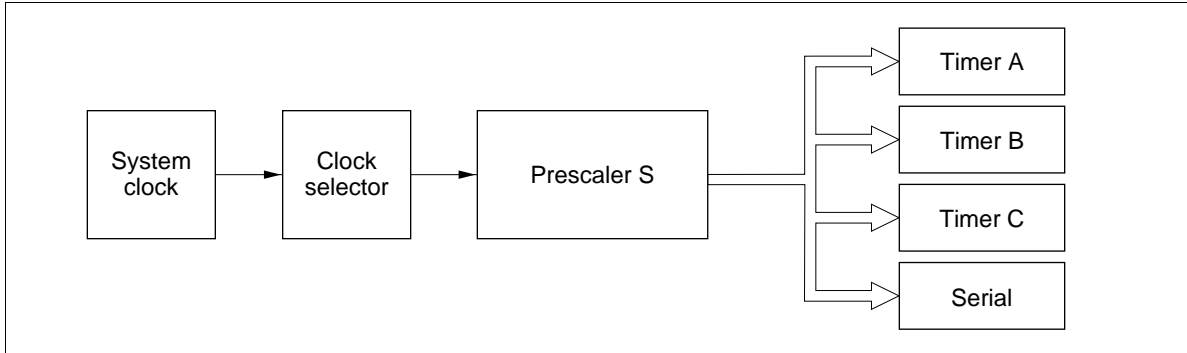 System
clock
Clock
selector
Prescaler S
Timer A
Timer B
Timer C
Serial